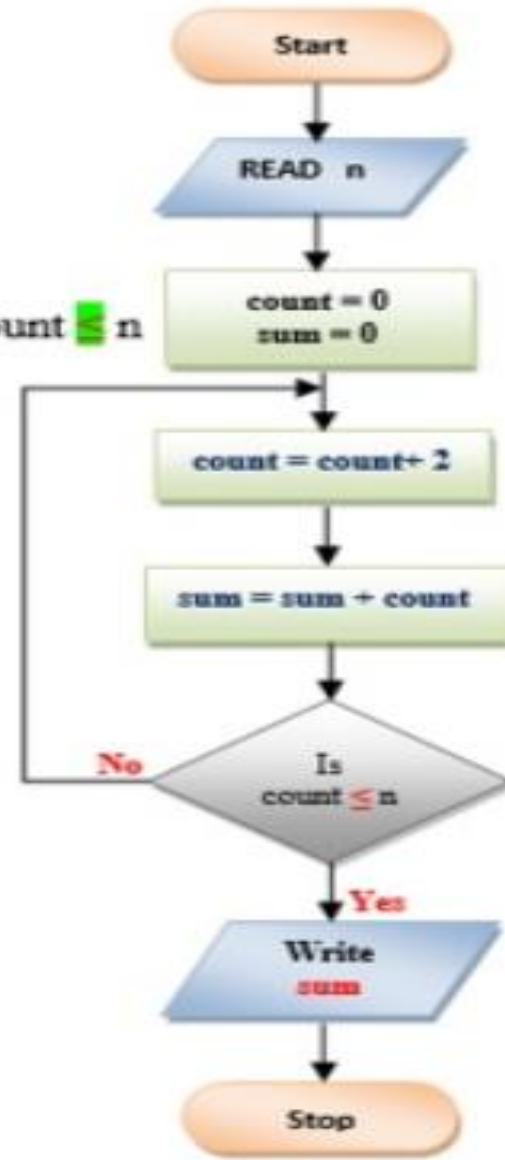 Start
READ n
count = 0
sum = 0
≤ n
count = count+ 2
sum = sum + count
No
Is
count ≤ n
Yes
Write
sum
Stop